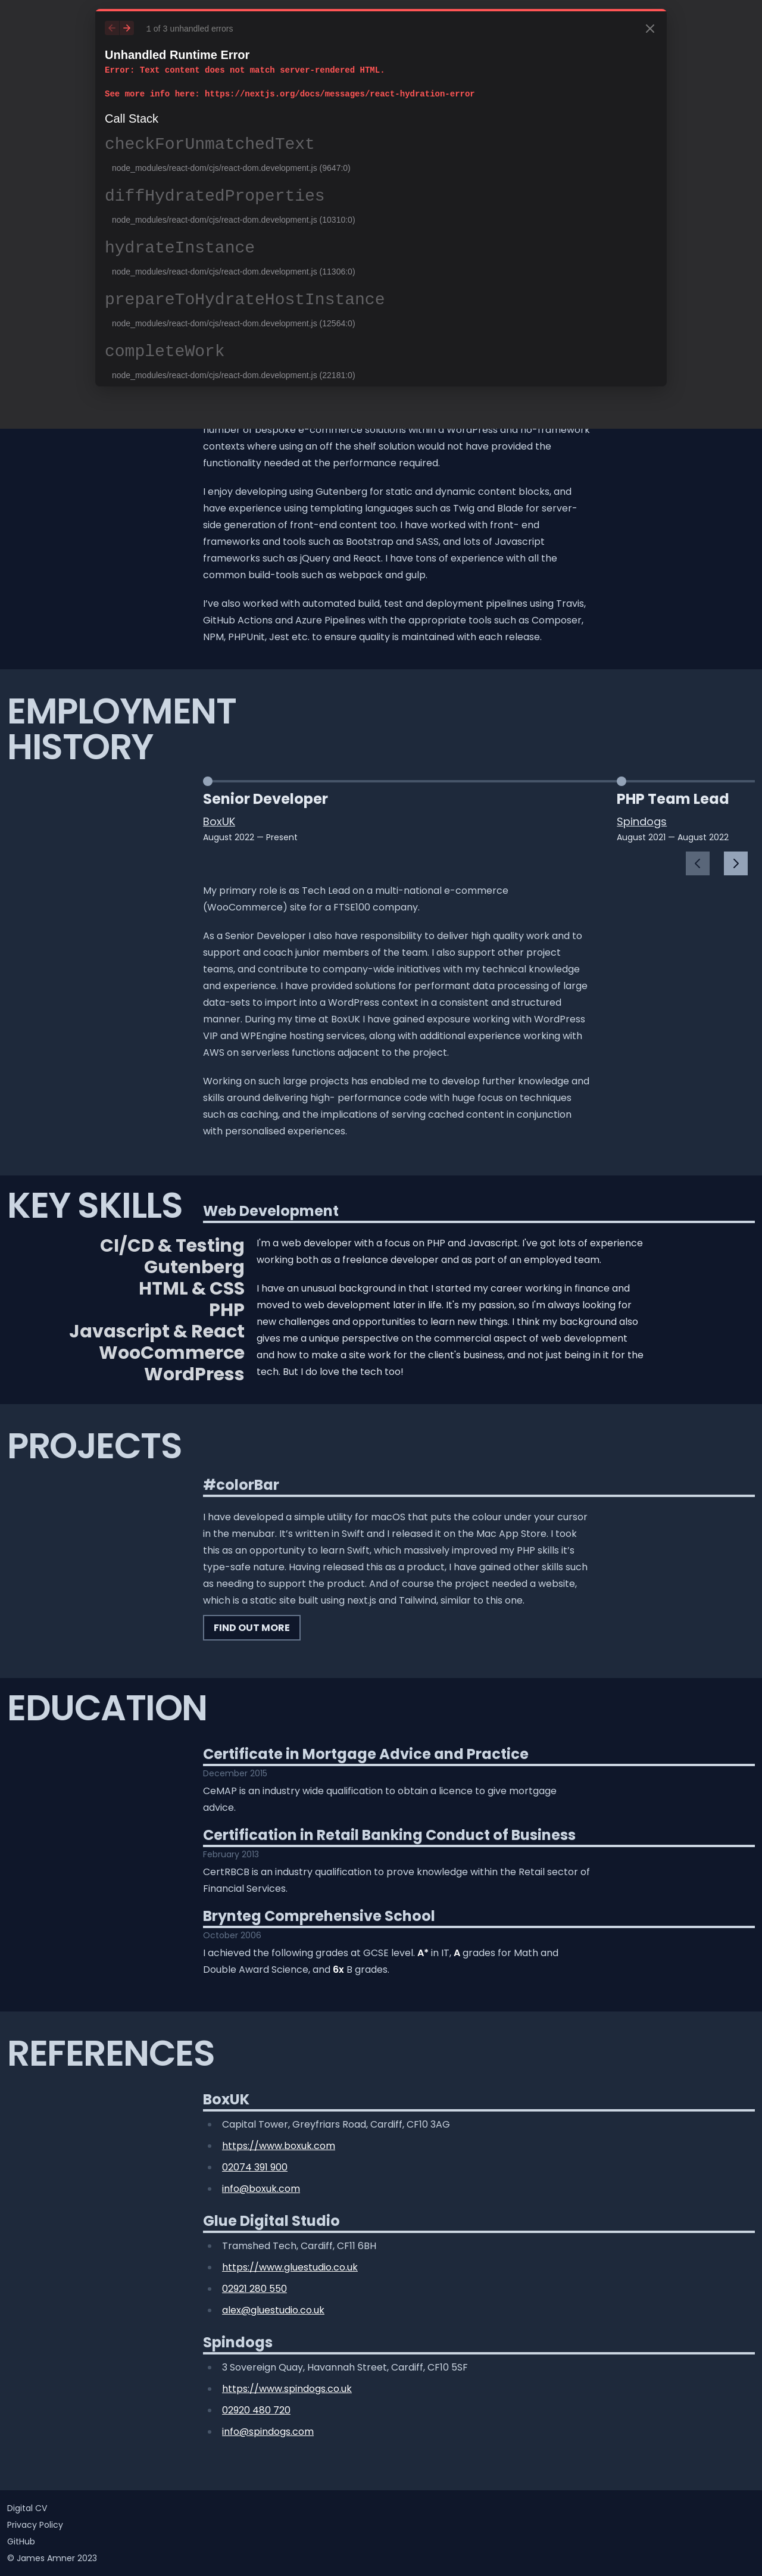 1 of 3 unhandled errors
Unhandled Runtime Error
Error: Text content does not match server-rendered HTML.
See more info here: https://nextjs.org/docs/messages/react-hydration-error
Call Stack
checkForUnmatchedText
node_modules/react-dom/cjs/react-dom.development.js (9647:0)
diffHydratedProperties
node_modules/react-dom/cjs/react-dom.development.js (10310:0)
hydrateInstance
node_modules/react-dom/cjs/react-dom.development.js (11306:0)
prepareToHydrateHostInstance
node_modules/react-dom/cjs/react-dom.development.js (12564:0)
completeWork
node_modules/react-dom/cjs/react-dom.development.js (22181:0)
number of bespoke e-commerce solutions within a WordPress and no-framework
contexts where using an off the shelf solution would not have provided the
functionality needed at the performance required.
I enjoy developing using Gutenberg for static and dynamic content blocks, and
have experience using templating languages such as Twig and Blade for server-
side generation of front-end content too. I have worked with front- end
frameworks and tools such as Bootstrap and SASS, and lots of Javascript
frameworks such as jQuery and React. I have tons of experience with all the
common build-tools such as webpack and gulp.
I've also worked with automated build, test and deployment pipelines using Travis,
GitHub Actions and Azure Pipelines with the appropriate tools such as Composer,
NPM, PHPUnit, Jest etc. to ensure quality is maintained with each release.
EMPLOYMENT
HISTORY
Senior Developer
BoxUK
August 2022 — Present
PHP Team Lead
Spindogs
August 2021 — August 2022
My primary role is as Tech Lead on a multi-national e-commerce
(WooCommerce) site for a FTSE100 company.
As a Senior Developer I also have responsibility to deliver high quality work and to
support and coach junior members of the team. I also support other project
teams, and contribute to company-wide initiatives with my technical knowledge
and experience. I have provided solutions for performant data processing of large
data-sets to import into a WordPress context in a consistent and structured
manner. During my time at BoxUK I have gained exposure working with WordPress
VIP and WPEngine hosting services, along with additional experience working with
AWS on serverless functions adjacent to the project.
Working on such large projects has enabled me to develop further knowledge and
skills around delivering high- performance code with huge focus on techniques
such as caching, and the implications of serving cached content in conjunction
with personalised experiences.
KEY SKILLS
Web Development
CI/CD & Testing
Gutenberg
HTML & CSS
PHP
Javascript & React
WooCommerce
WordPress
I'm a web developer with a focus on PHP and Javascript. I've got lots of experience
working both as a freelance developer and as part of an employed team.
I have an unusual background in that I started my career working in finance and
moved to web development later in life. It's my passion, so I'm always looking for
new challenges and opportunities to learn new things. I think my background also
gives me a unique perspective on the commercial aspect of web development
and how to make a site work for the client's business, and not just being in it for the
tech. But I do love the tech too!
PROJECTS
#colorBar
I have developed a simple utility for macOS that puts the colour under your cursor
in the menubar. It's written in Swift and I released it on the Mac App Store. I took
this as an opportunity to learn Swift, which massively improved my PHP skills it's
type-safe nature. Having released this as a product, I have gained other skills such
as needing to support the product. And of course the project needed a website,
which is a static site built using next.js and Tailwind, similar to this one.
FIND OUT MORE
EDUCATION
Certificate in Mortgage Advice and Practice
December 2015
CeMAP is an industry wide qualification to obtain a licence to give mortgage
advice.
Certification in Retail Banking Conduct of Business
February 2013
CertRBCB is an industry qualification to prove knowledge within the Retail sector of
Financial Services.
Brynteg Comprehensive School
October 2006
I achieved the following grades at GCSE level. A* in IT, A grades for Math and
Double Award Science, and 6x B grades.
REFERENCES
BoxUK
Capital Tower, Greyfriars Road, Cardiff, CF10 3AG
https://www.boxuk.com
02074 391 900
info@boxuk.com
Glue Digital Studio
Tramshed Tech, Cardiff, CF11 6BH
https://www.gluestudio.co.uk
02921 280 550
alex@gluestudio.co.uk
Spindogs
3 Sovereign Quay, Havannah Street, Cardiff, CF10 5SF
https://www.spindogs.co.uk
02920 480 720
info@spindogs.com
Digital CV
Privacy Policy
GitHub
© James Amner 2023